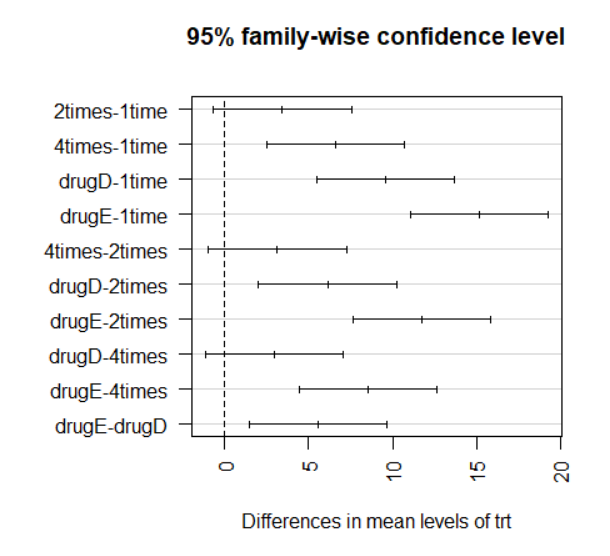 95% family-wise confidence level
2times-1time
4times-1time
drugD-1time
drugE-1time
4times-2times
drugD-2times
drugE-2times
drugD-4times
drugE-4times
drugE-drugD
0 5 10 15 20
Differences in mean levels of trt